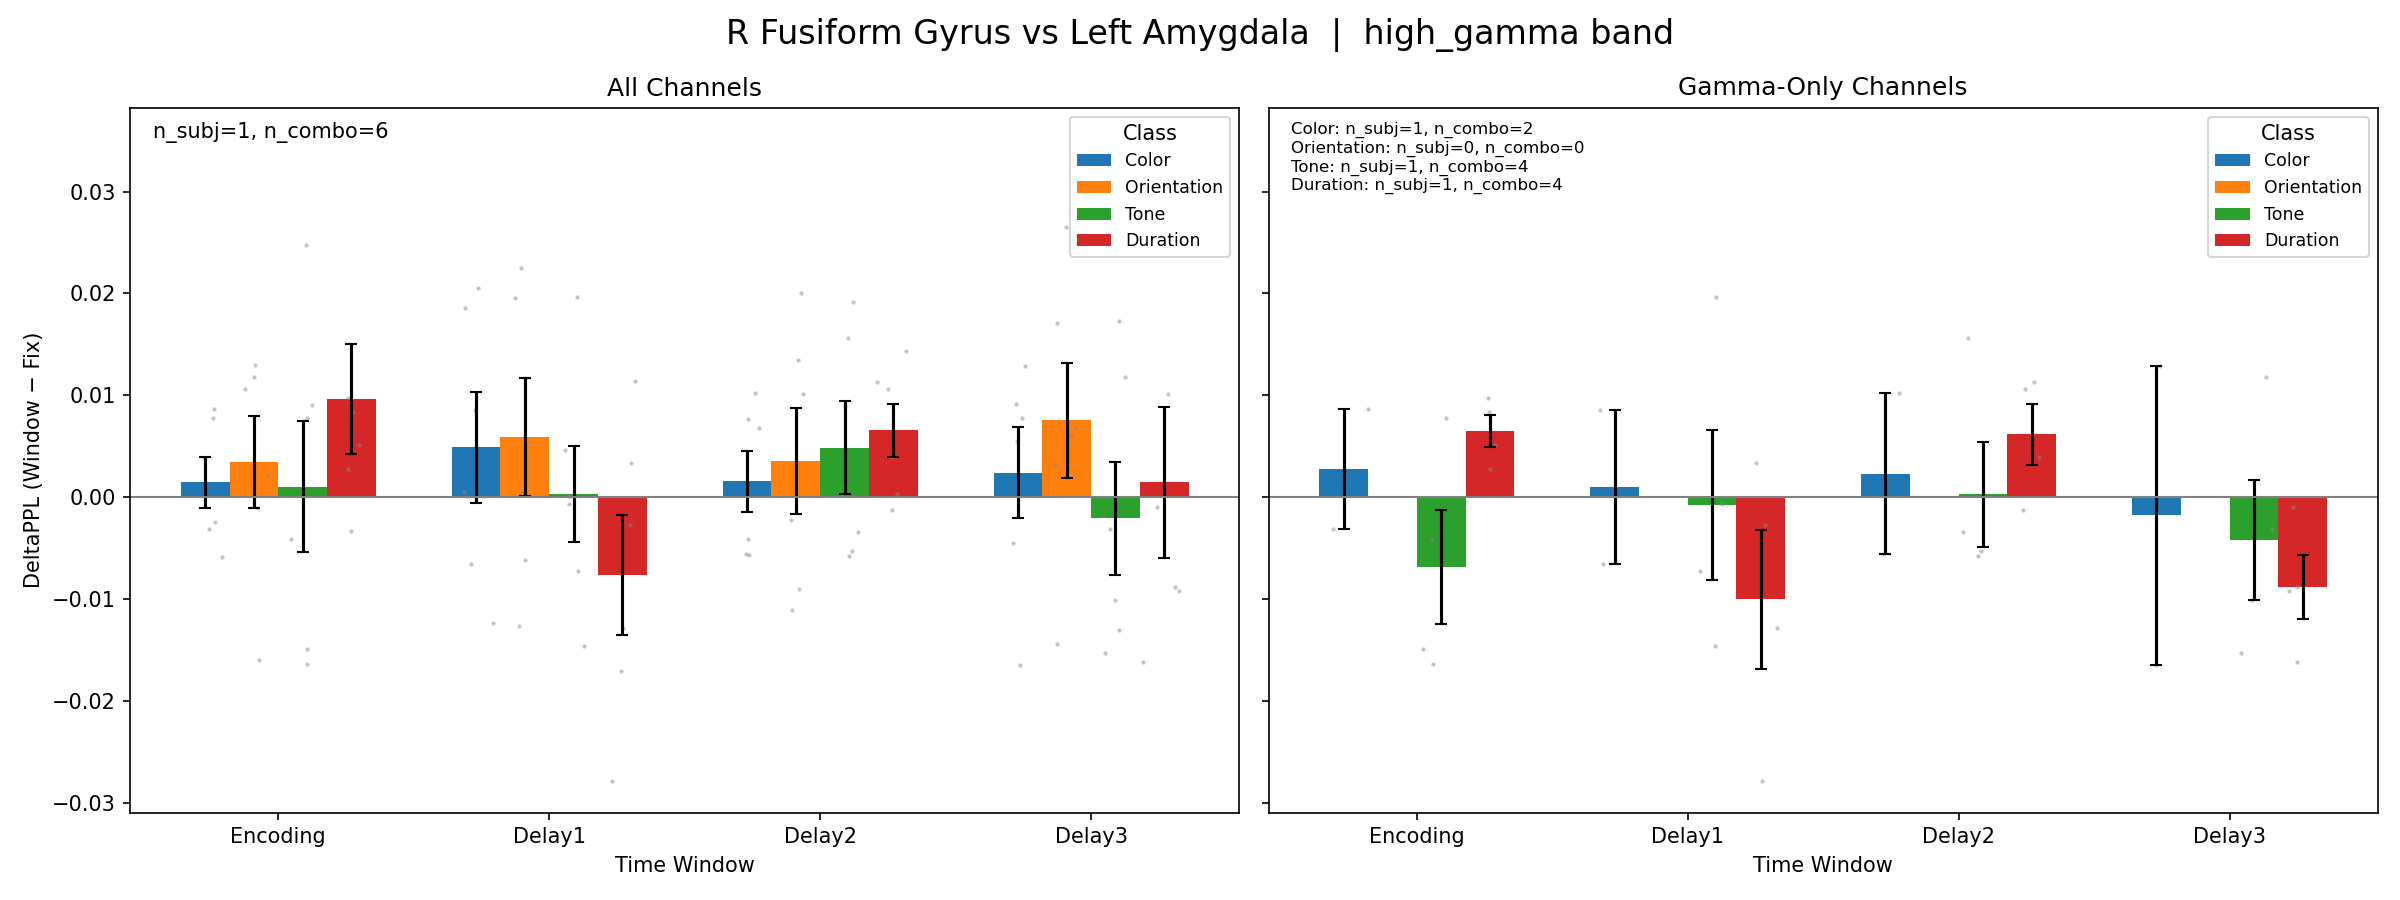 R Fusiform Gyrus vs Left Amygdala | high_gamma band
All Channels
n_subj=1, n_combo=6
Class
Color
Orientation
Tone
Duration
DeltaPPL (Window − Fix)
0.03
0.02
0.01
0.00
−0.01
−0.02
−0.03
Encoding
Delay1
Delay2
Delay3
Time Window
Gamma-Only Channels
Color: n_subj=1, n_combo=2
Orientation: n_subj=0, n_combo=0
Tone: n_subj=1, n_combo=4
Duration: n_subj=1, n_combo=4
Class
Color
Orientation
Tone
Duration
Encoding
Delay1
Delay2
Delay3
Time Window